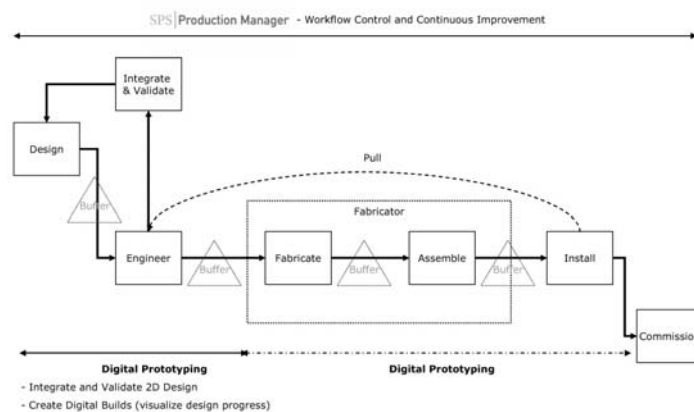 SPS|Production Manager - Workflow Control and Continuous Improvement
Integrate
& Validate
Design
Pull
Buffer
Fabricator
Engineer
Buffer
Fabricate
Buffer
Assemble
Buffer
Install
Commission
Digital Prototyping
Digital Prototyping
- Integrate and Validate 2D Design
- Create Digital Builds (visualize design progress)